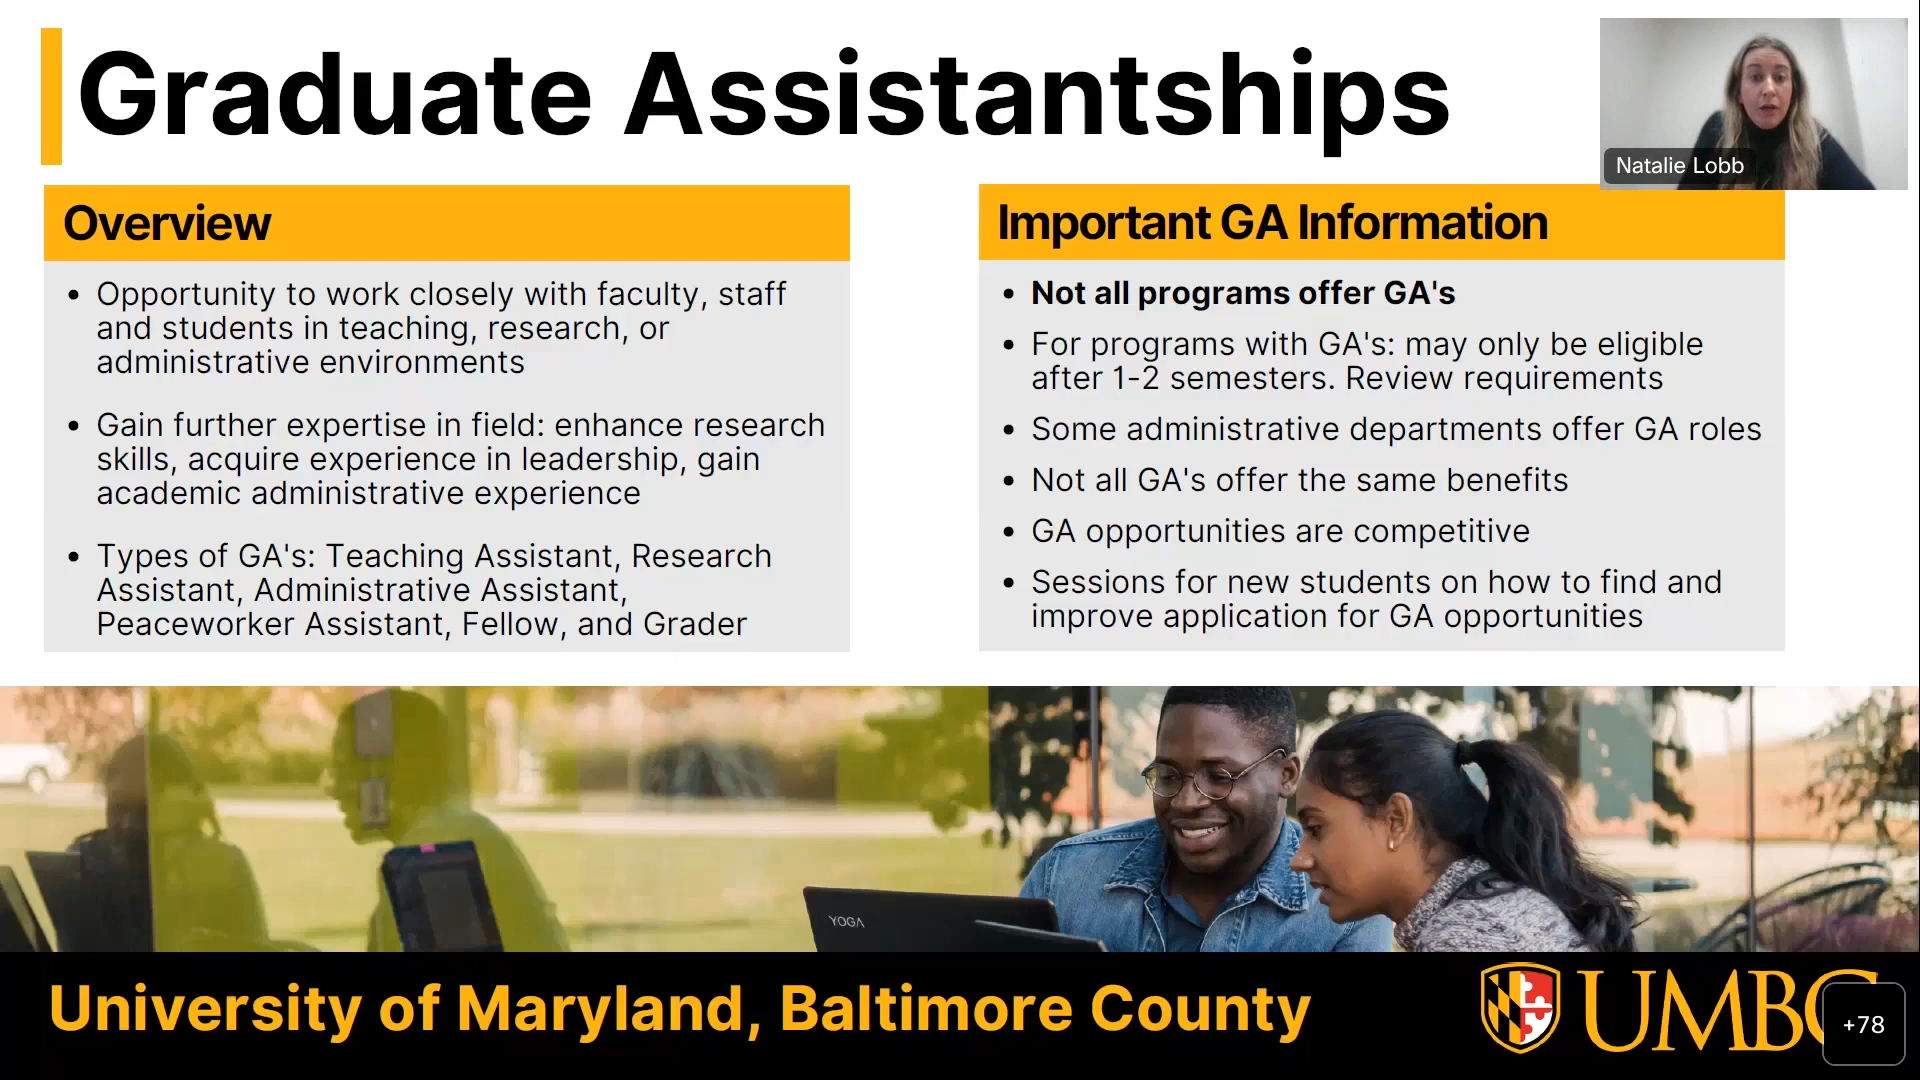 Graduate Assistantships
Natalie Lobb
Overview
• Opportunity to work closely with faculty, staff
and students in teaching, research, or
administrative environments
• Gain further expertise in field: enhance research
skills, acquire experience in leadership, gain
academic administrative experience
• Types of GA's: Teaching Assistant, Research
Assistant, Administrative Assistant,
Peaceworker Assistant, Fellow, and Grader
Important GA Information
• Not all programs offer GA's
• For programs with GA's: may only be eligible
after 1-2 semesters. Review requirements
• Some administrative departments offer GA roles
• Not all GA's offer the same benefits
• GA opportunities are competitive
• Sessions for new students on how to find and
improve application for GA opportunities
YOGA
University of Maryland, Baltimore County
UMBC
+78